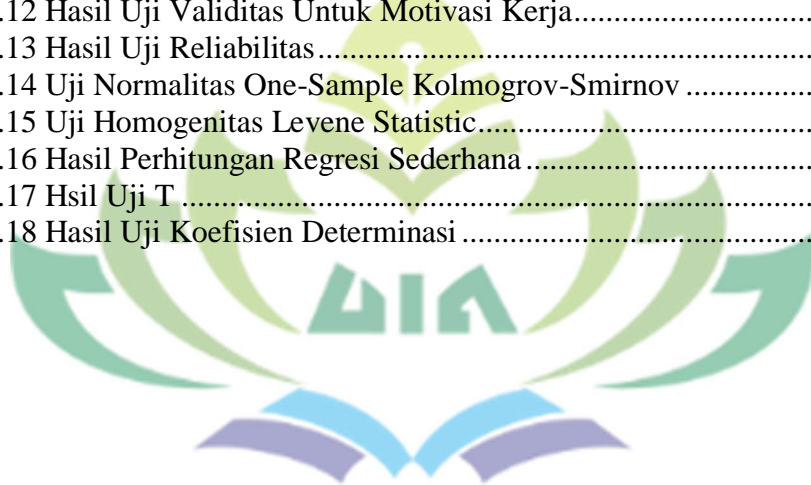 .12 Hasil Uji Validitas Untuk Motivasi Kerja..............................
.13 Hasil Uji Reliabilitas..............................................................
.14 Uji Normalitas One-Sample Kolmogrov-Smirnov ................
.15 Uji Homogenitas Levene Statistic..........................................
.16 Hasil Perhitungan Regresi Sederhana ...................................
.17 Hsil Uji T ................................................................................
.18 Hasil Uji Koefisien Determinasi ............................................
UIN